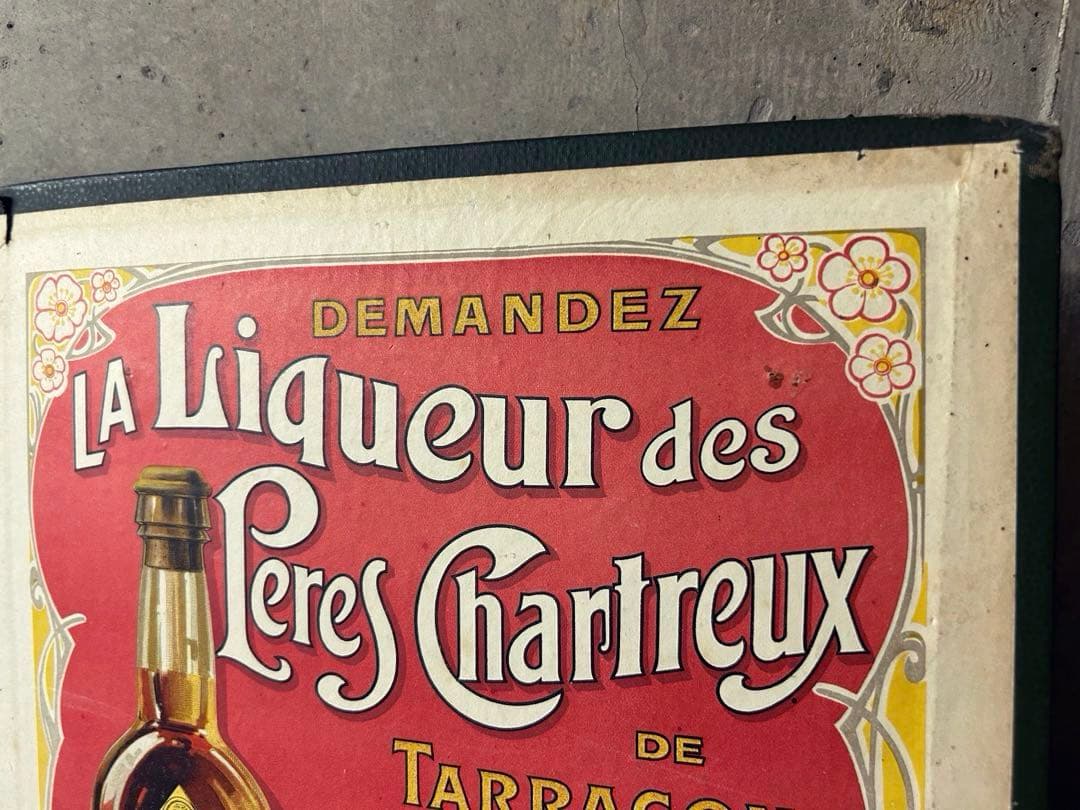 DEMANDEZ
LA Liqueur des
Peres Chartreux
DE